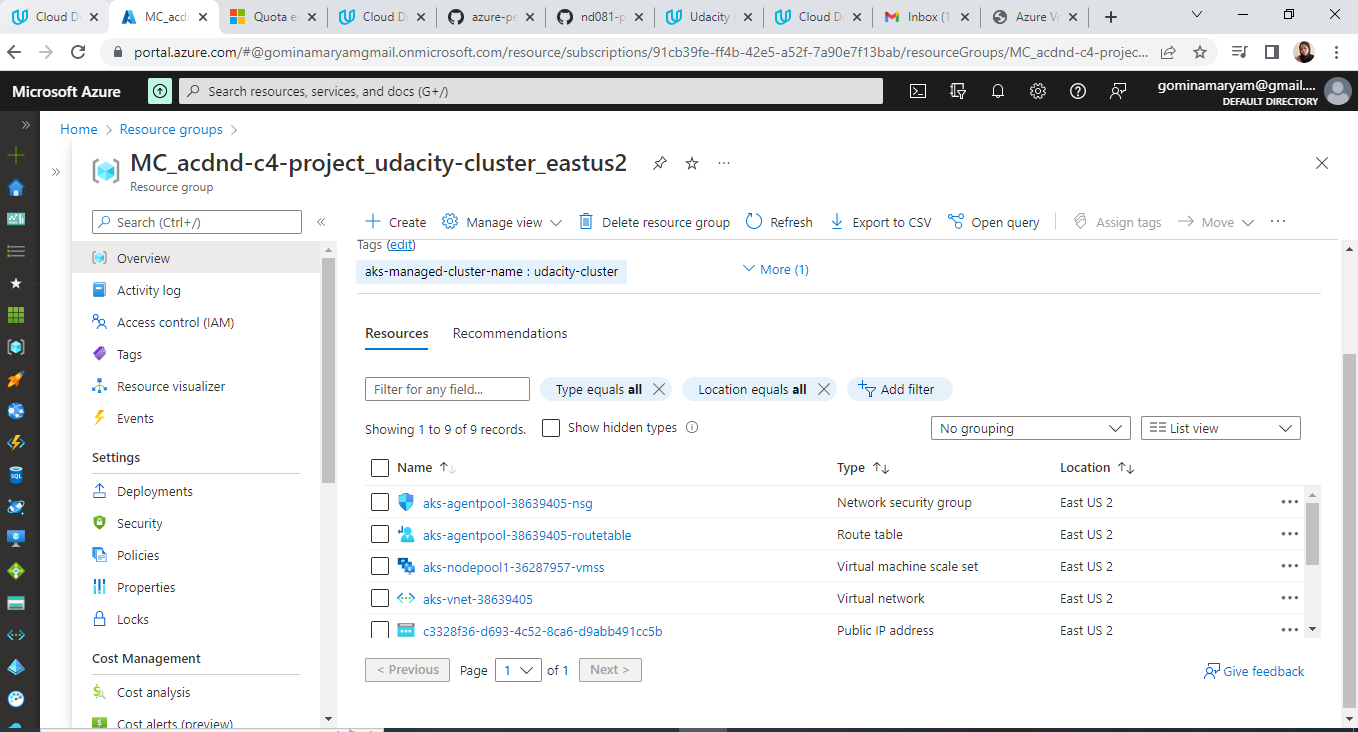 Cloud D
MC_acdn
Quota e
Cloud D
azure-pe
nd081-p
Udacity
Cloud D
Inbox (1
Azure Vo
portal.azure.com/#@gominamaryamgmail.onmicrosoft.com/resource/subscriptions/91cb39fe-ff4b-42e5-a52f-7a90e7f13bab/resourceGroups/MC_acdnd-c4-projec...
Microsoft Azure
Search resources, services, and docs (G+/)
gominamaryam@gmail....
DEFAULT DIRECTORY
Home > Resource groups >
MC_acdnd-c4-project_udacity-cluster_eastus2
Resource group
Search (Ctrl+/)
Create
Manage view
Delete resource group
Refresh
Export to CSV
Open query
Assign tags
Move
Overview
Activity log
Access control (IAM)
Tags
Resource visualizer
Events
Settings
Deployments
Security
Policies
Properties
Locks
Cost Management
Cost analysis
Cost alerts (preview)
Tags (edit)
aks-managed-cluster-name : udacity-cluster
More (1)
Resources
Recommendations
Filter for any field...
Type equals all
Location equals all
Add filter
Showing 1 to 9 of 9 records.
Show hidden types
No grouping
List view
Name
Type
Location
aks-agentpool-38639405-nsg Network security group East US 2
aks-agentpool-38639405-routetable Route table East US 2
aks-nodepool1-36287957-vmss Virtual machine scale set East US 2
aks-vnet-38639405 Virtual network East US 2
c3328f36-d693-4c52-8ca6-d9abb491cc5b Public IP address East US 2
< Previous
Page 1 of 1
Next >
Give feedback